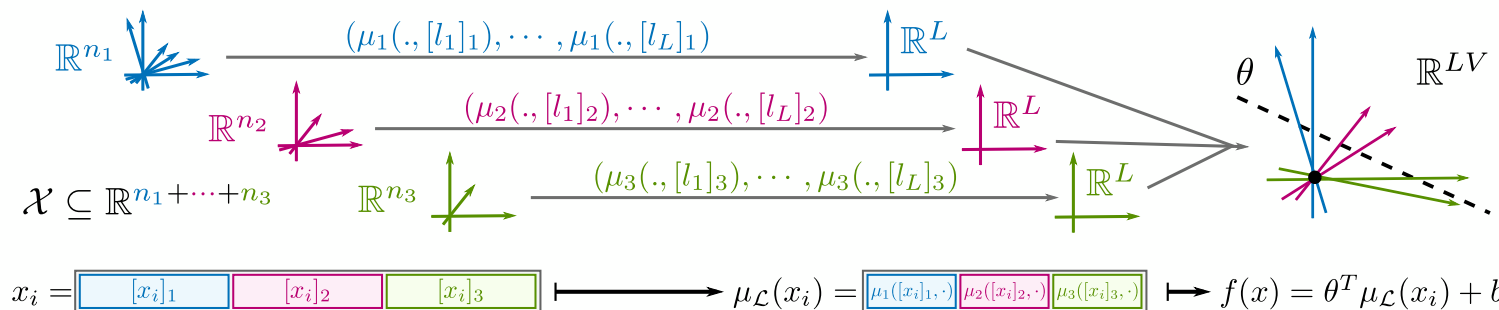 ℝ^{n_1} (μ_1(., [l_1]_1), ⋯ , μ_1(., [l_L]_1) ℝ^L
θ ℝ^{LV}
ℝ^{n_2} (μ_2(., [l_1]_2), ⋯ , μ_2(., [l_L]_2) ℝ^L
𝒳 ⊆ ℝ^{n_1+⋯+n_3} ℝ^{n_3} (μ_3(., [l_1]_3), ⋯ , μ_3(., [l_L]_3) ℝ^L
x_i = [x_i]_1 [x_i]_2 [x_i]_3 μ_ℒ(x_i) = μ_1([x_i]_1, ·) μ_2([x_i]_2, ·) μ_3([x_i]_3, ·) f(x) = θ^T μ_ℒ(x_i) + b